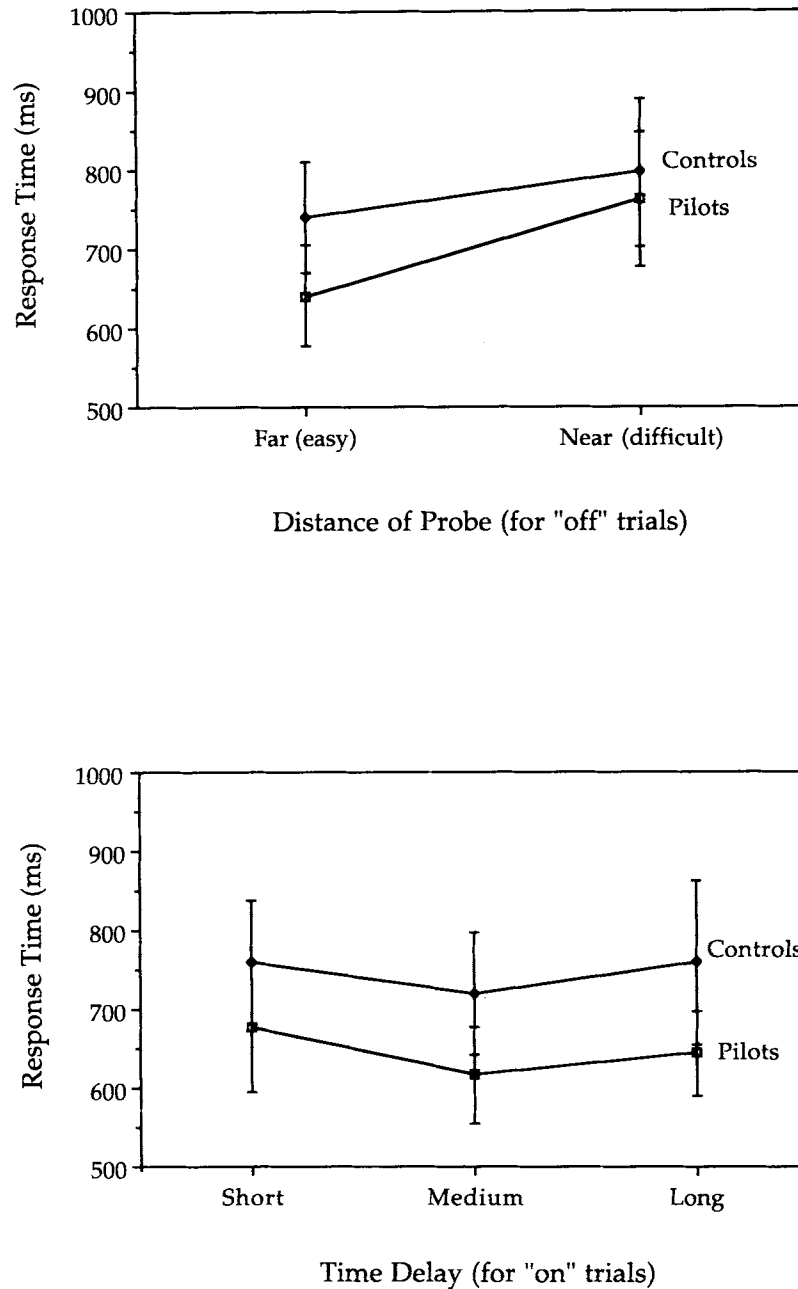 1000
900
800
700
600
500
Response Time (ms)
Controls
Pilots
Far (easy) Near (difficult)
Distance of Probe (for "off" trials)
1000
900
800
700
600
500
Response Time (ms)
Controls
Pilots
Short Medium Long
Time Delay (for "on" trials)